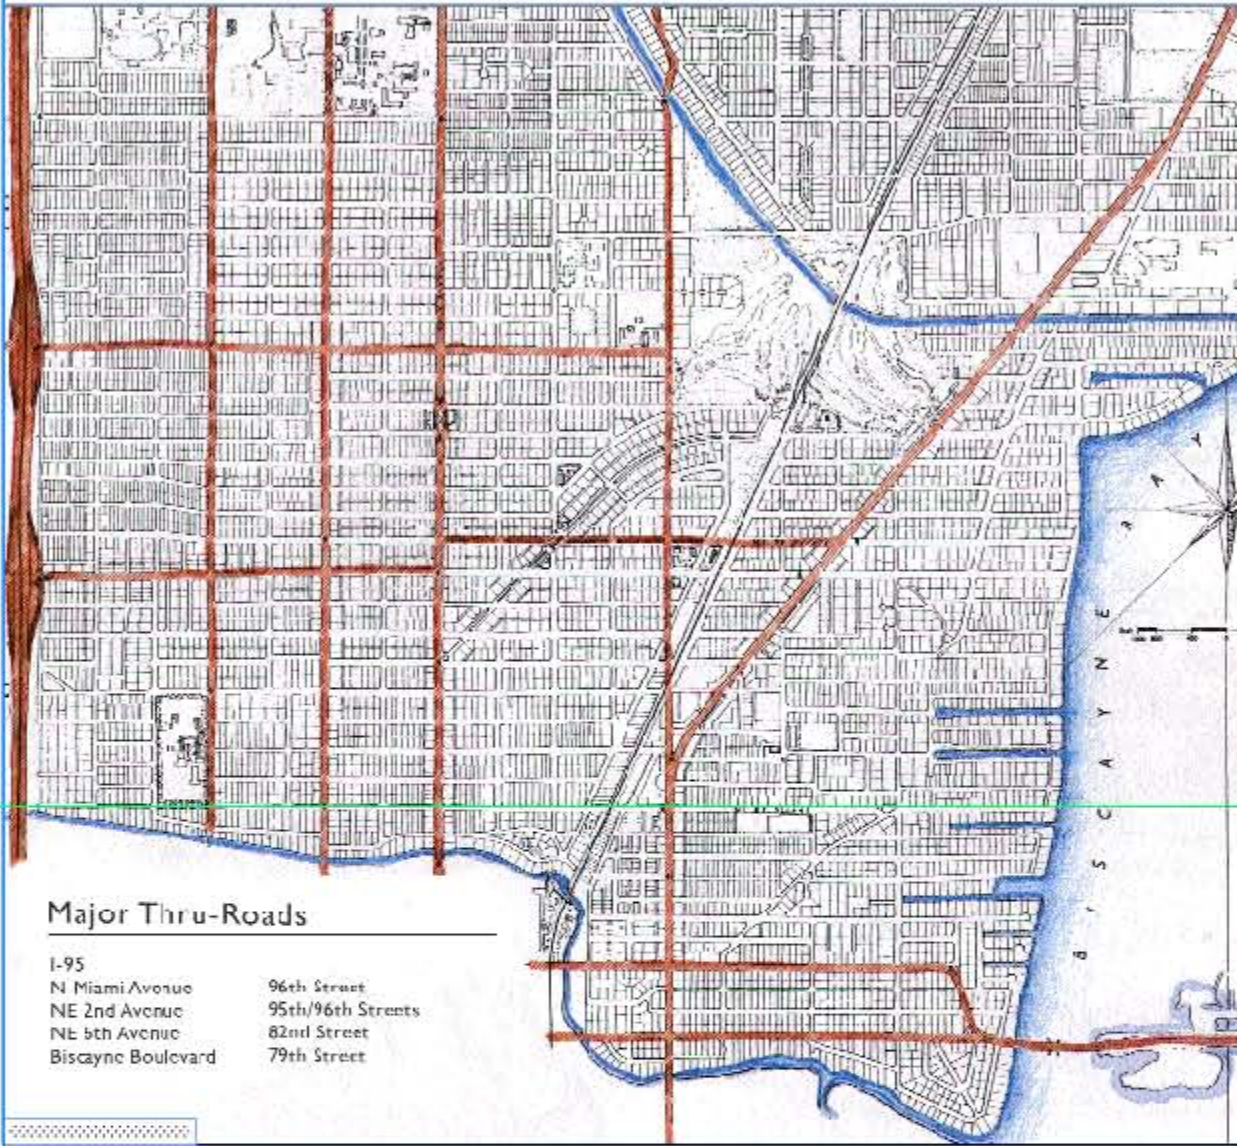 Major Thru-Roads
I-95
N Miami Avenue 96th Street
NE 2nd Avenue 95th/96th Streets
NE 6th Avenue 82nd Street
Biscayne Boulevard 79th Street
BISCAYNE BAY